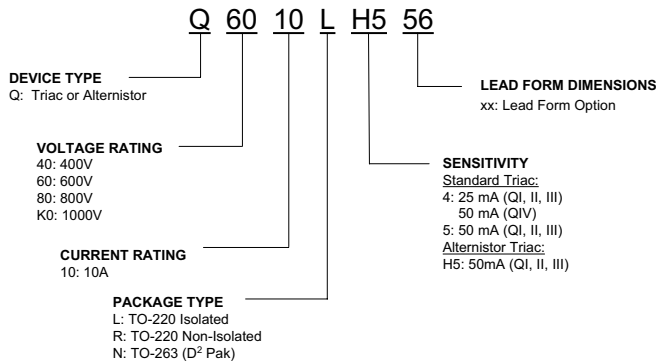 Q 60 10 L H5 56
DEVICE TYPE
Q: Triac or Alternistor
VOLTAGE RATING
40: 400V
60: 600V
80: 800V
K0: 1000V
CURRENT RATING
10: 10A
PACKAGE TYPE
L: TO-220 Isolated
R: TO-220 Non-Isolated
N: TO-263 (D² Pak)
LEAD FORM DIMENSIONS
xx: Lead Form Option
SENSITIVITY
Standard Triac:
4: 25 mA (QI, II, III)
50 mA (QIV)
5: 50 mA (QI, II, III)
Alternistor Triac:
H5: 50mA (QI, II, III)